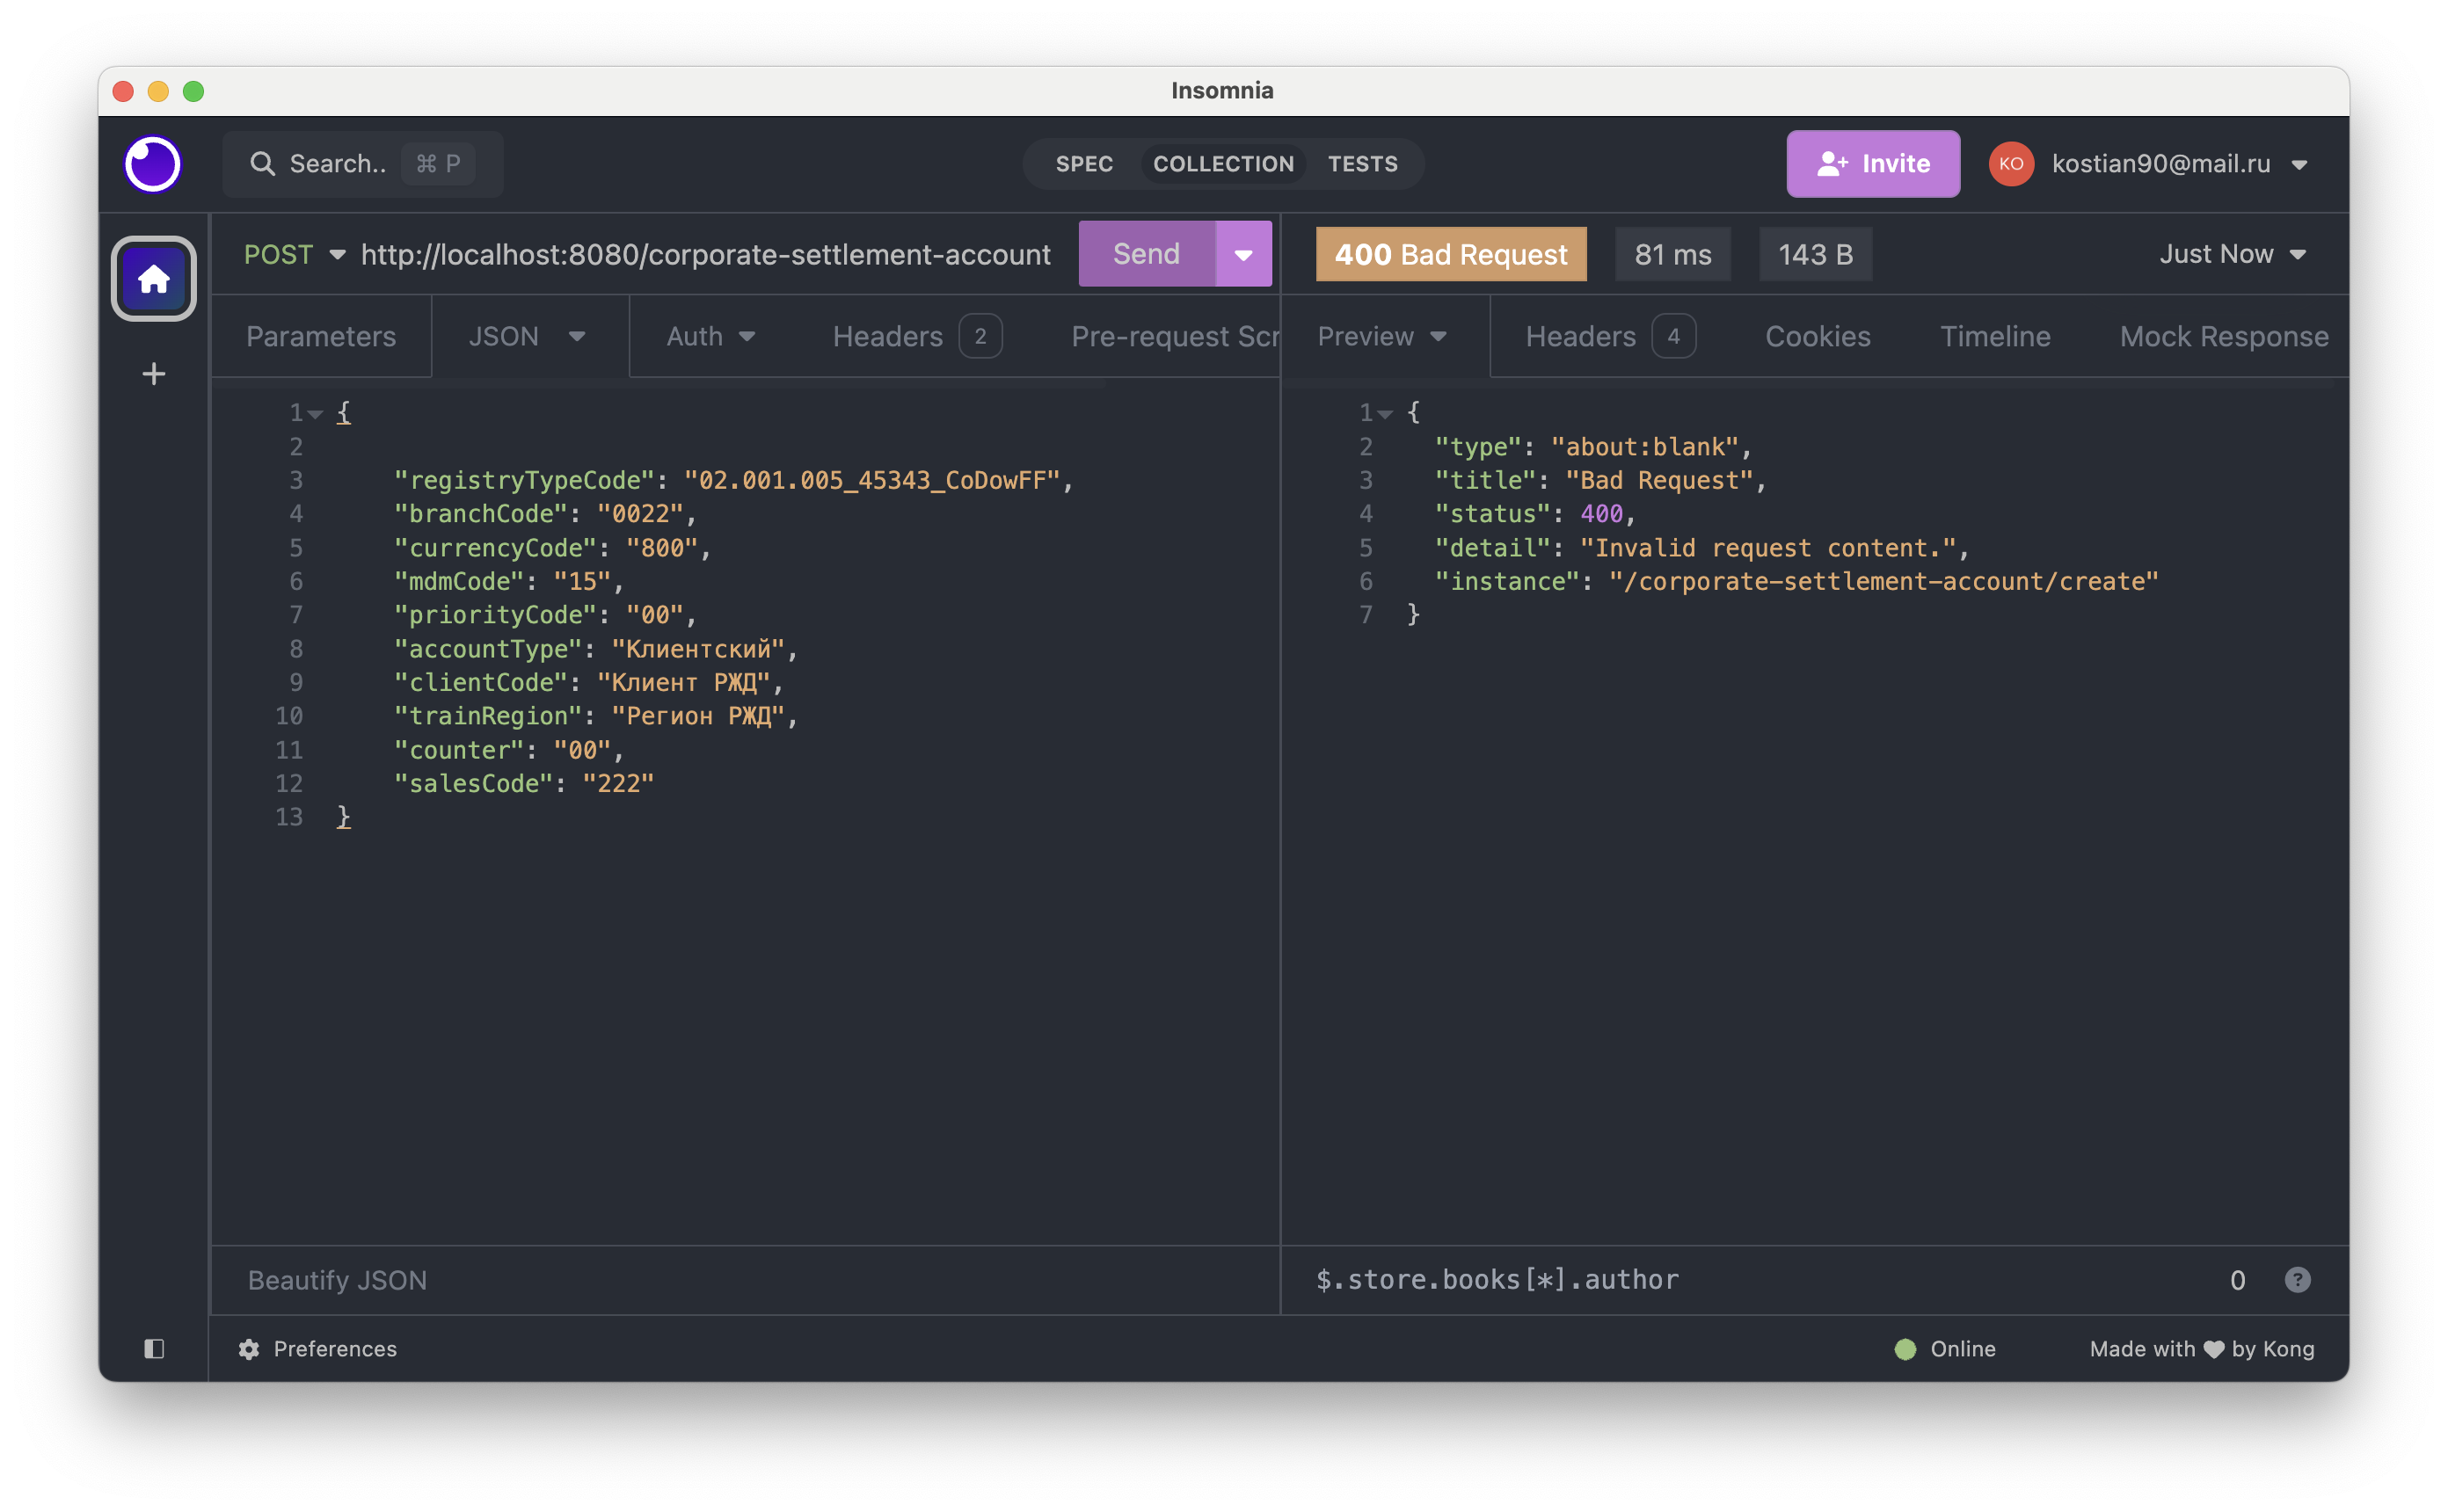 Insomnia
Search.. ⌘ P
SPEC COLLECTION TESTS
Invite
KO kostian90@mail.ru
POST http://localhost:8080/corporate-settlement-account
Send
400 Bad Request 81 ms 143 B Just Now
Parameters JSON Auth Headers 2 Pre-request Scr
Preview Headers 4 Cookies Timeline Mock Response
1 {
2
3 "registryTypeCode": "02.001.005_45343_CoDowFF",
4 "branchCode": "0022",
5 "currencyCode": "800",
6 "mdmCode": "15",
7 "priorityCode": "00",
8 "accountType": "Клиентский",
9 "clientCode": "Клиент РЖД",
10 "trainRegion": "Регион РЖД",
11 "counter": "00",
12 "salesCode": "222"
13 }
1 {
2 "type": "about:blank",
3 "title": "Bad Request",
4 "status": 400,
5 "detail": "Invalid request content.",
6 "instance": "/corporate-settlement-account/create"
7 }
Beautify JSON
$.store.books[*].author 0 ?
Preferences
Online
Made with ♥ by Kong